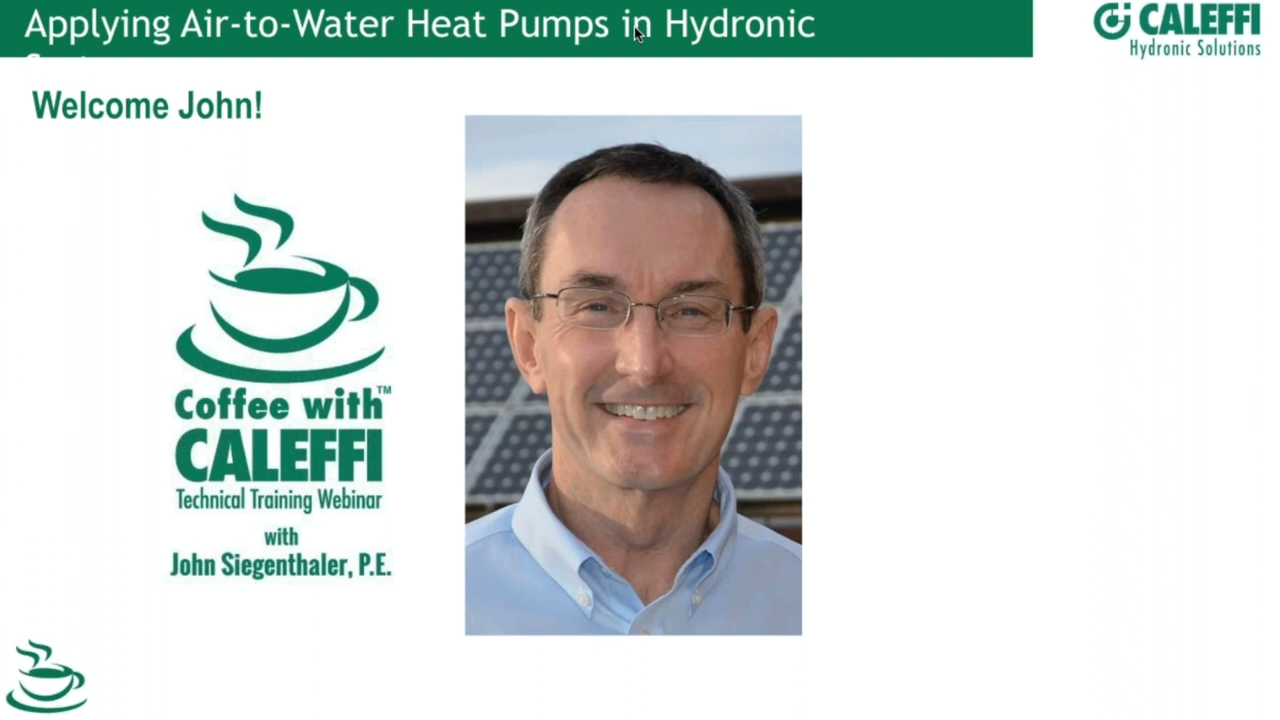 Applying Air-to-Water Heat Pumps in Hydronic
CALEFFI
Hydronic Solutions
Welcome John!
Coffee with™
CALEFFI
Technical Training Webinar
with
John Siegenthaler, P.E.